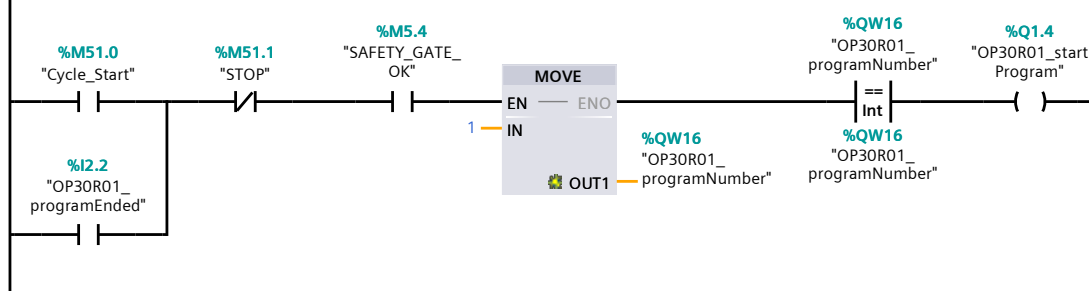 %M51.0
"Cycle_Start"
%M51.1
"STOP"
%M5.4
"SAFETY_GATE_
OK"
MOVE
EN
ENO
1
IN
OUT1
%QW16
"OP30R01_
programNumber"
%QW16
"OP30R01_
programNumber"
==
Int
%QW16
"OP30R01_
programNumber"
%Q1.4
"OP30R01_start
Program"
%I2.2
"OP30R01_
programEnded"